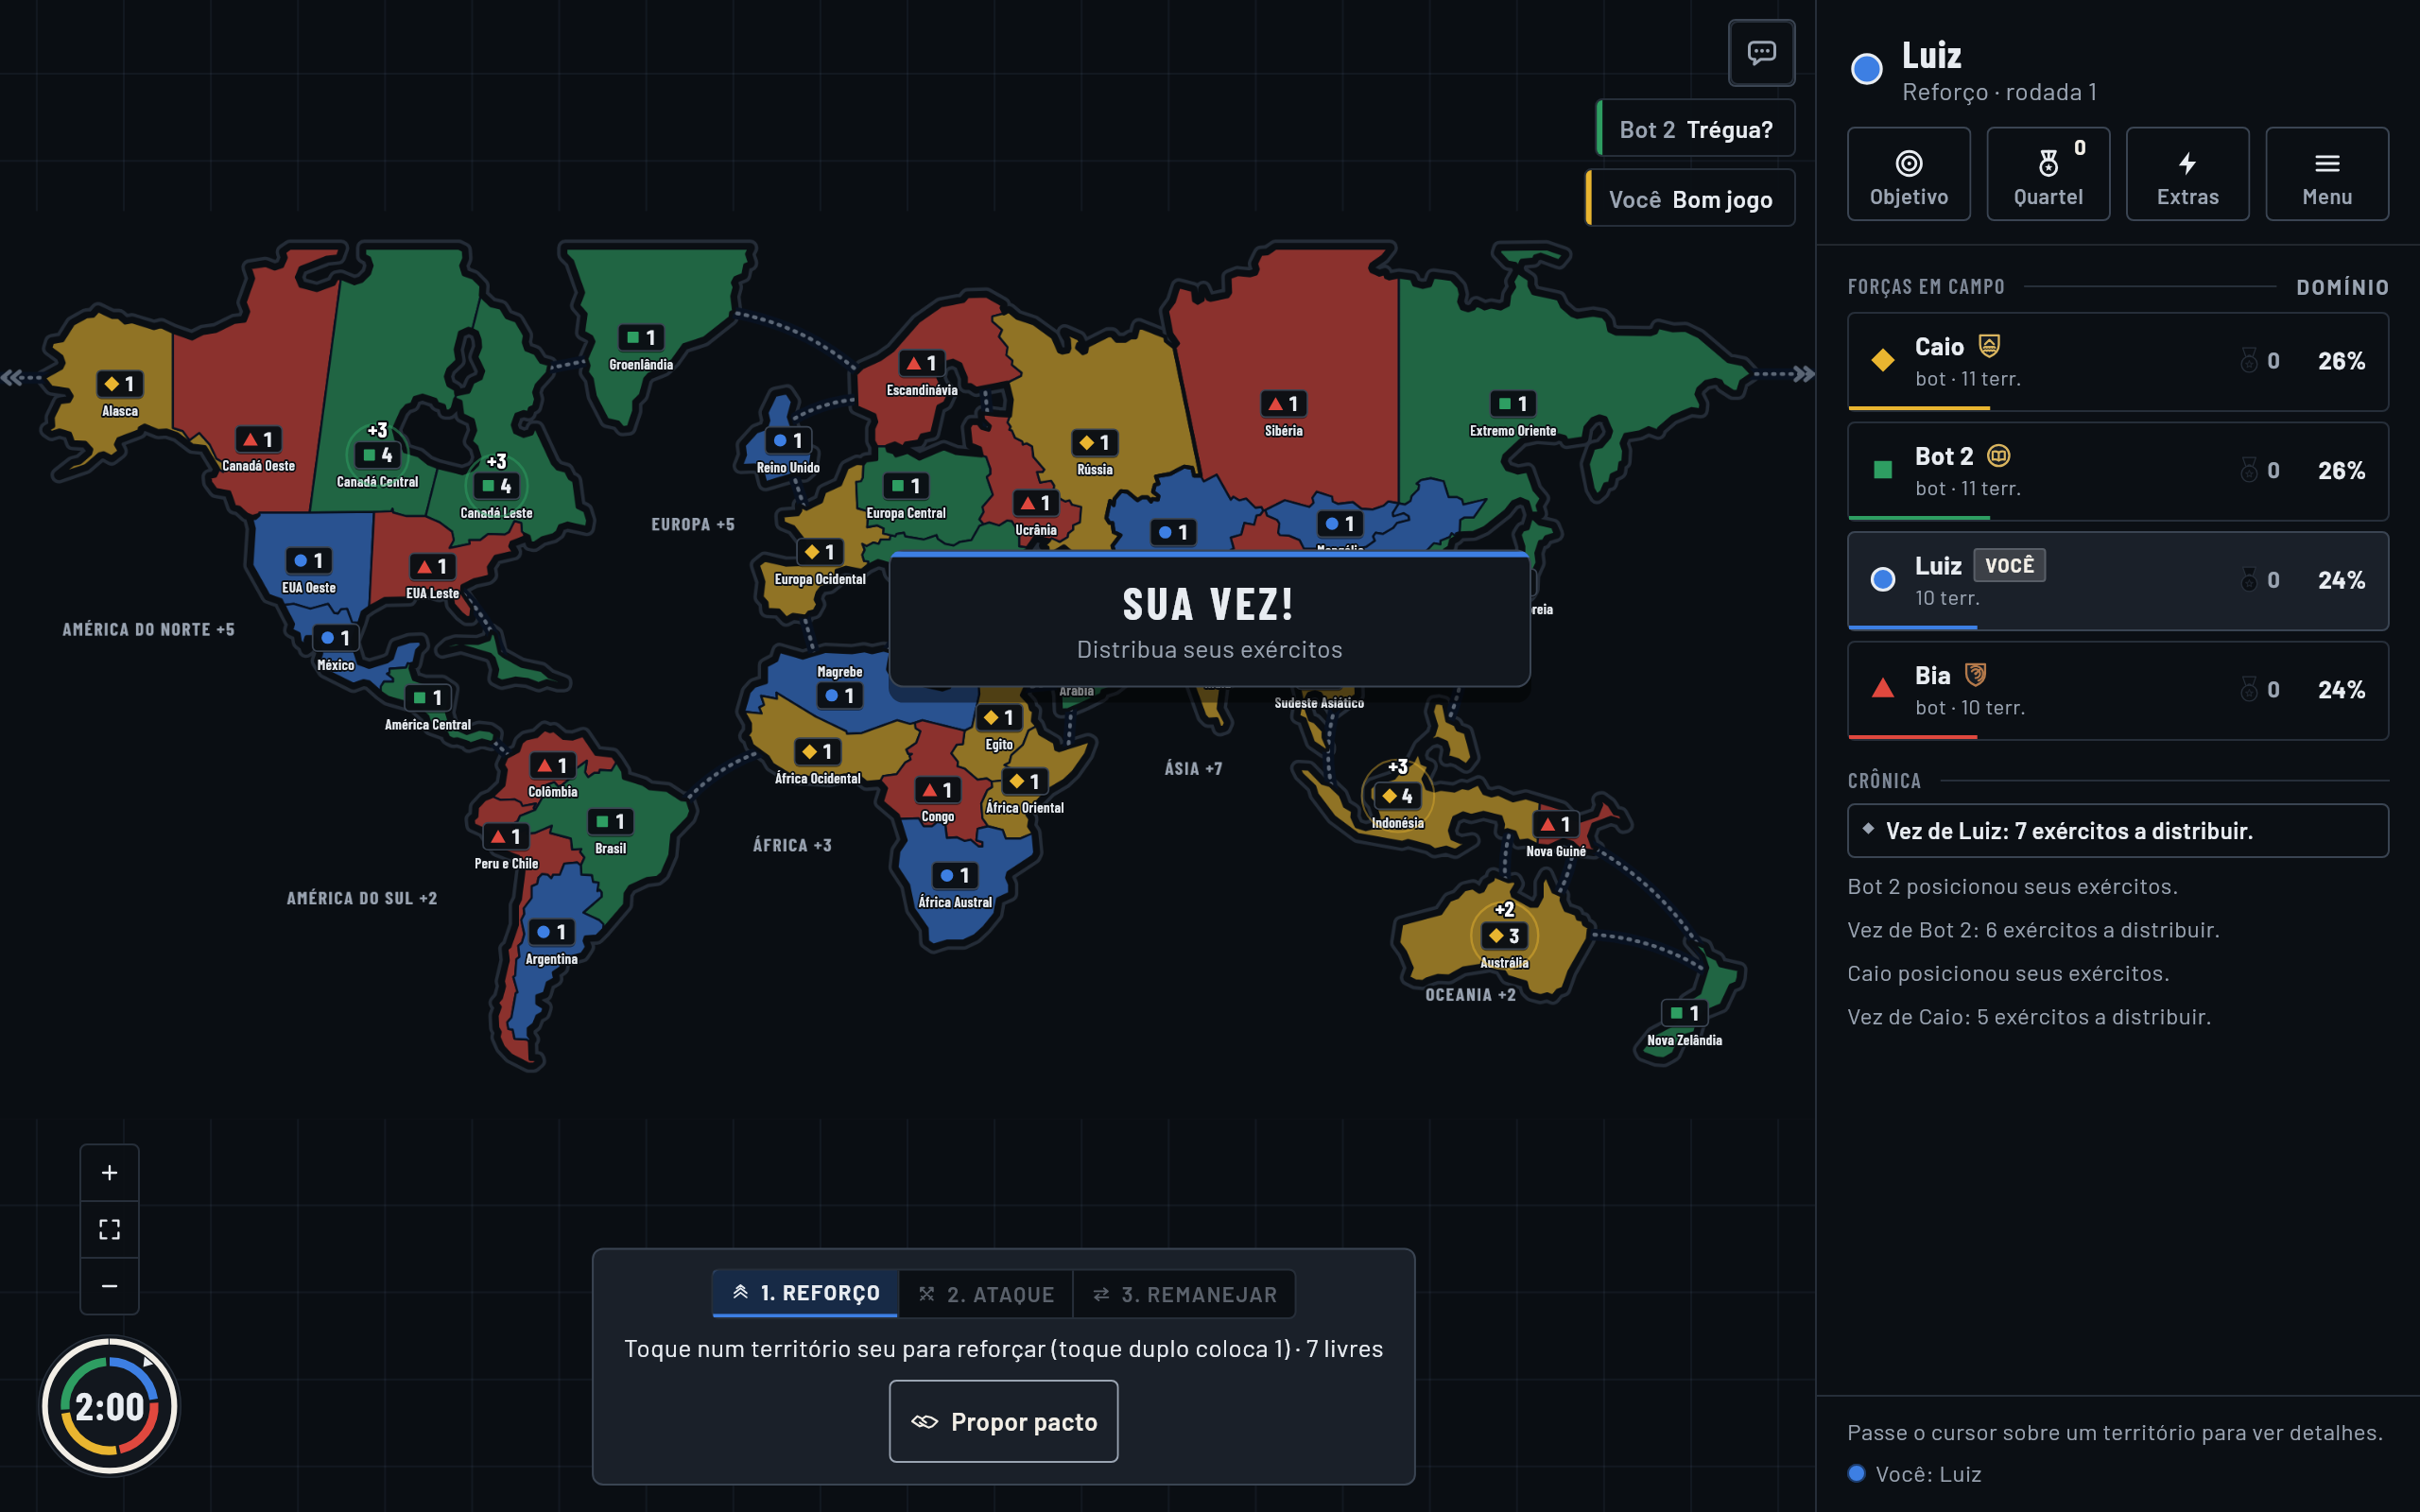 Luiz
Reforço · rodada 1
Objetivo
0
Quartel
Extras
Menu
Bot 2 Trégua?
Você Bom jogo
FORÇAS EM CAMPO
DOMÍNIO
Caio
bot · 11 terr.
0
26%
Bot 2
bot · 11 terr.
0
26%
Luiz VOCÊ
10 terr.
0
24%
Bia
bot · 10 terr.
0
24%
CRÔNICA
Vez de Luiz: 7 exércitos a distribuir.
Bot 2 posicionou seus exércitos.
Vez de Bot 2: 6 exércitos a distribuir.
Caio posicionou seus exércitos.
Vez de Caio: 5 exércitos a distribuir.
Passe o cursor sobre um território para ver detalhes.
Você: Luiz
1
Alasca
1
Canadá Oeste
+3
4
Canadá Central
+3
4
Canadá Leste
1
Groenlândia
1
EUA Oeste
1
EUA Leste
1
México
1
América Central
AMÉRICA DO NORTE +5
1
Colômbia
1
Peru e Chile
1
Brasil
1
Argentina
AMÉRICA DO SUL +2
1
Escandinávia
1
Reino Unido
1
Europa Central
1
Ucrânia
1
Rússia
1
Europa Ocidental
EUROPA +5
1
Sibéria
1
Extremo Oriente
1
1
SUA VEZ!
Distribua seus exércitos
Arábia
Sudeste Asiático
ÁSIA +7
Magrebe
1
1
Egito
1
África Ocidental
1
África Oriental
1
Congo
1
África Austral
ÁFRICA +3
+3
4
Indonésia
1
Nova Guiné
+2
3
Austrália
OCEANIA +2
1
Nova Zelândia
+
−
2:00
1. REFORÇO
2. ATAQUE
3. REMANEJAR
Toque num território seu para reforçar (toque duplo coloca 1) · 7 livres
Propor pacto